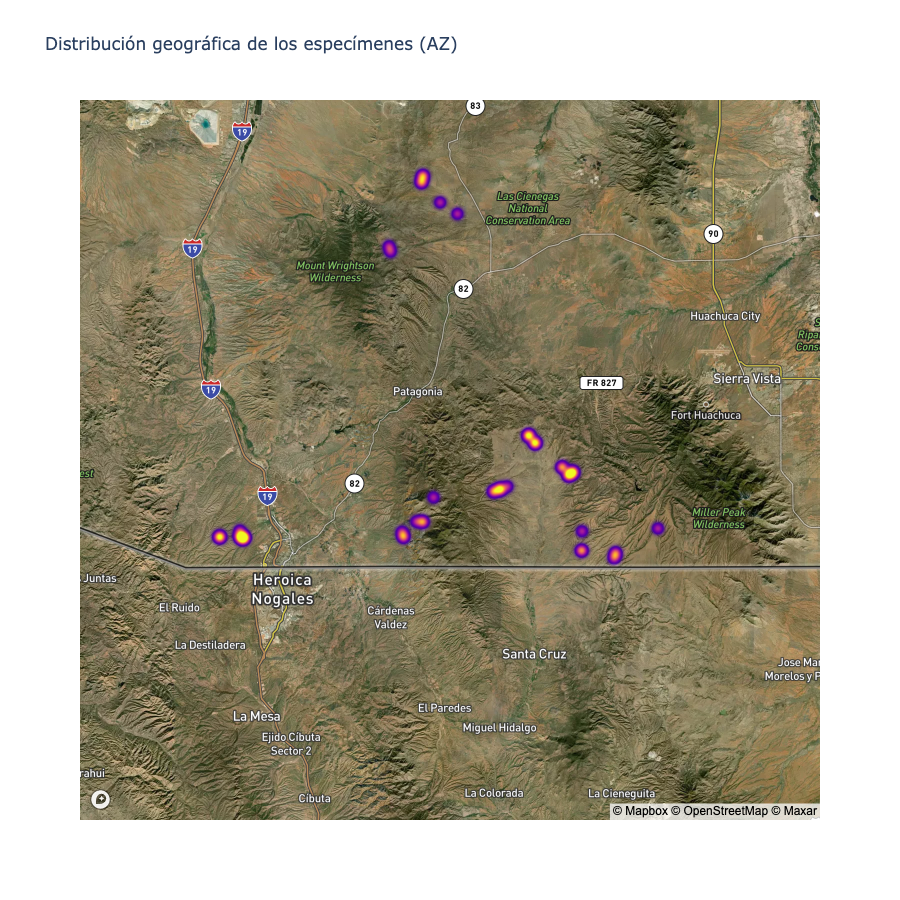 Distribución geográfica de los especímenes (AZ)
83
19
Las Cienegas
National
Conservation Area
90
19
Mount Wrightson
Wilderness
82
Huachuca City
S
Ripa
Cons
Sierra Vista
FR 827
19
Patagonia
Fort Huachuca
est
82
19
Miller Peak
Wilderness
Juntas
Heroica
Nogales
El Ruido
Cárdenas
Valdez
La Destiladera
Santa Cruz
Jose Mar
Morelos y P
El Paredes
La Mesa
Miguel Hidalgo
Ejido Cíbuta
Sector 2
rahui
Cíbuta
La Colorada
La Cieneguita
© Mapbox © OpenStreetMap © Maxar